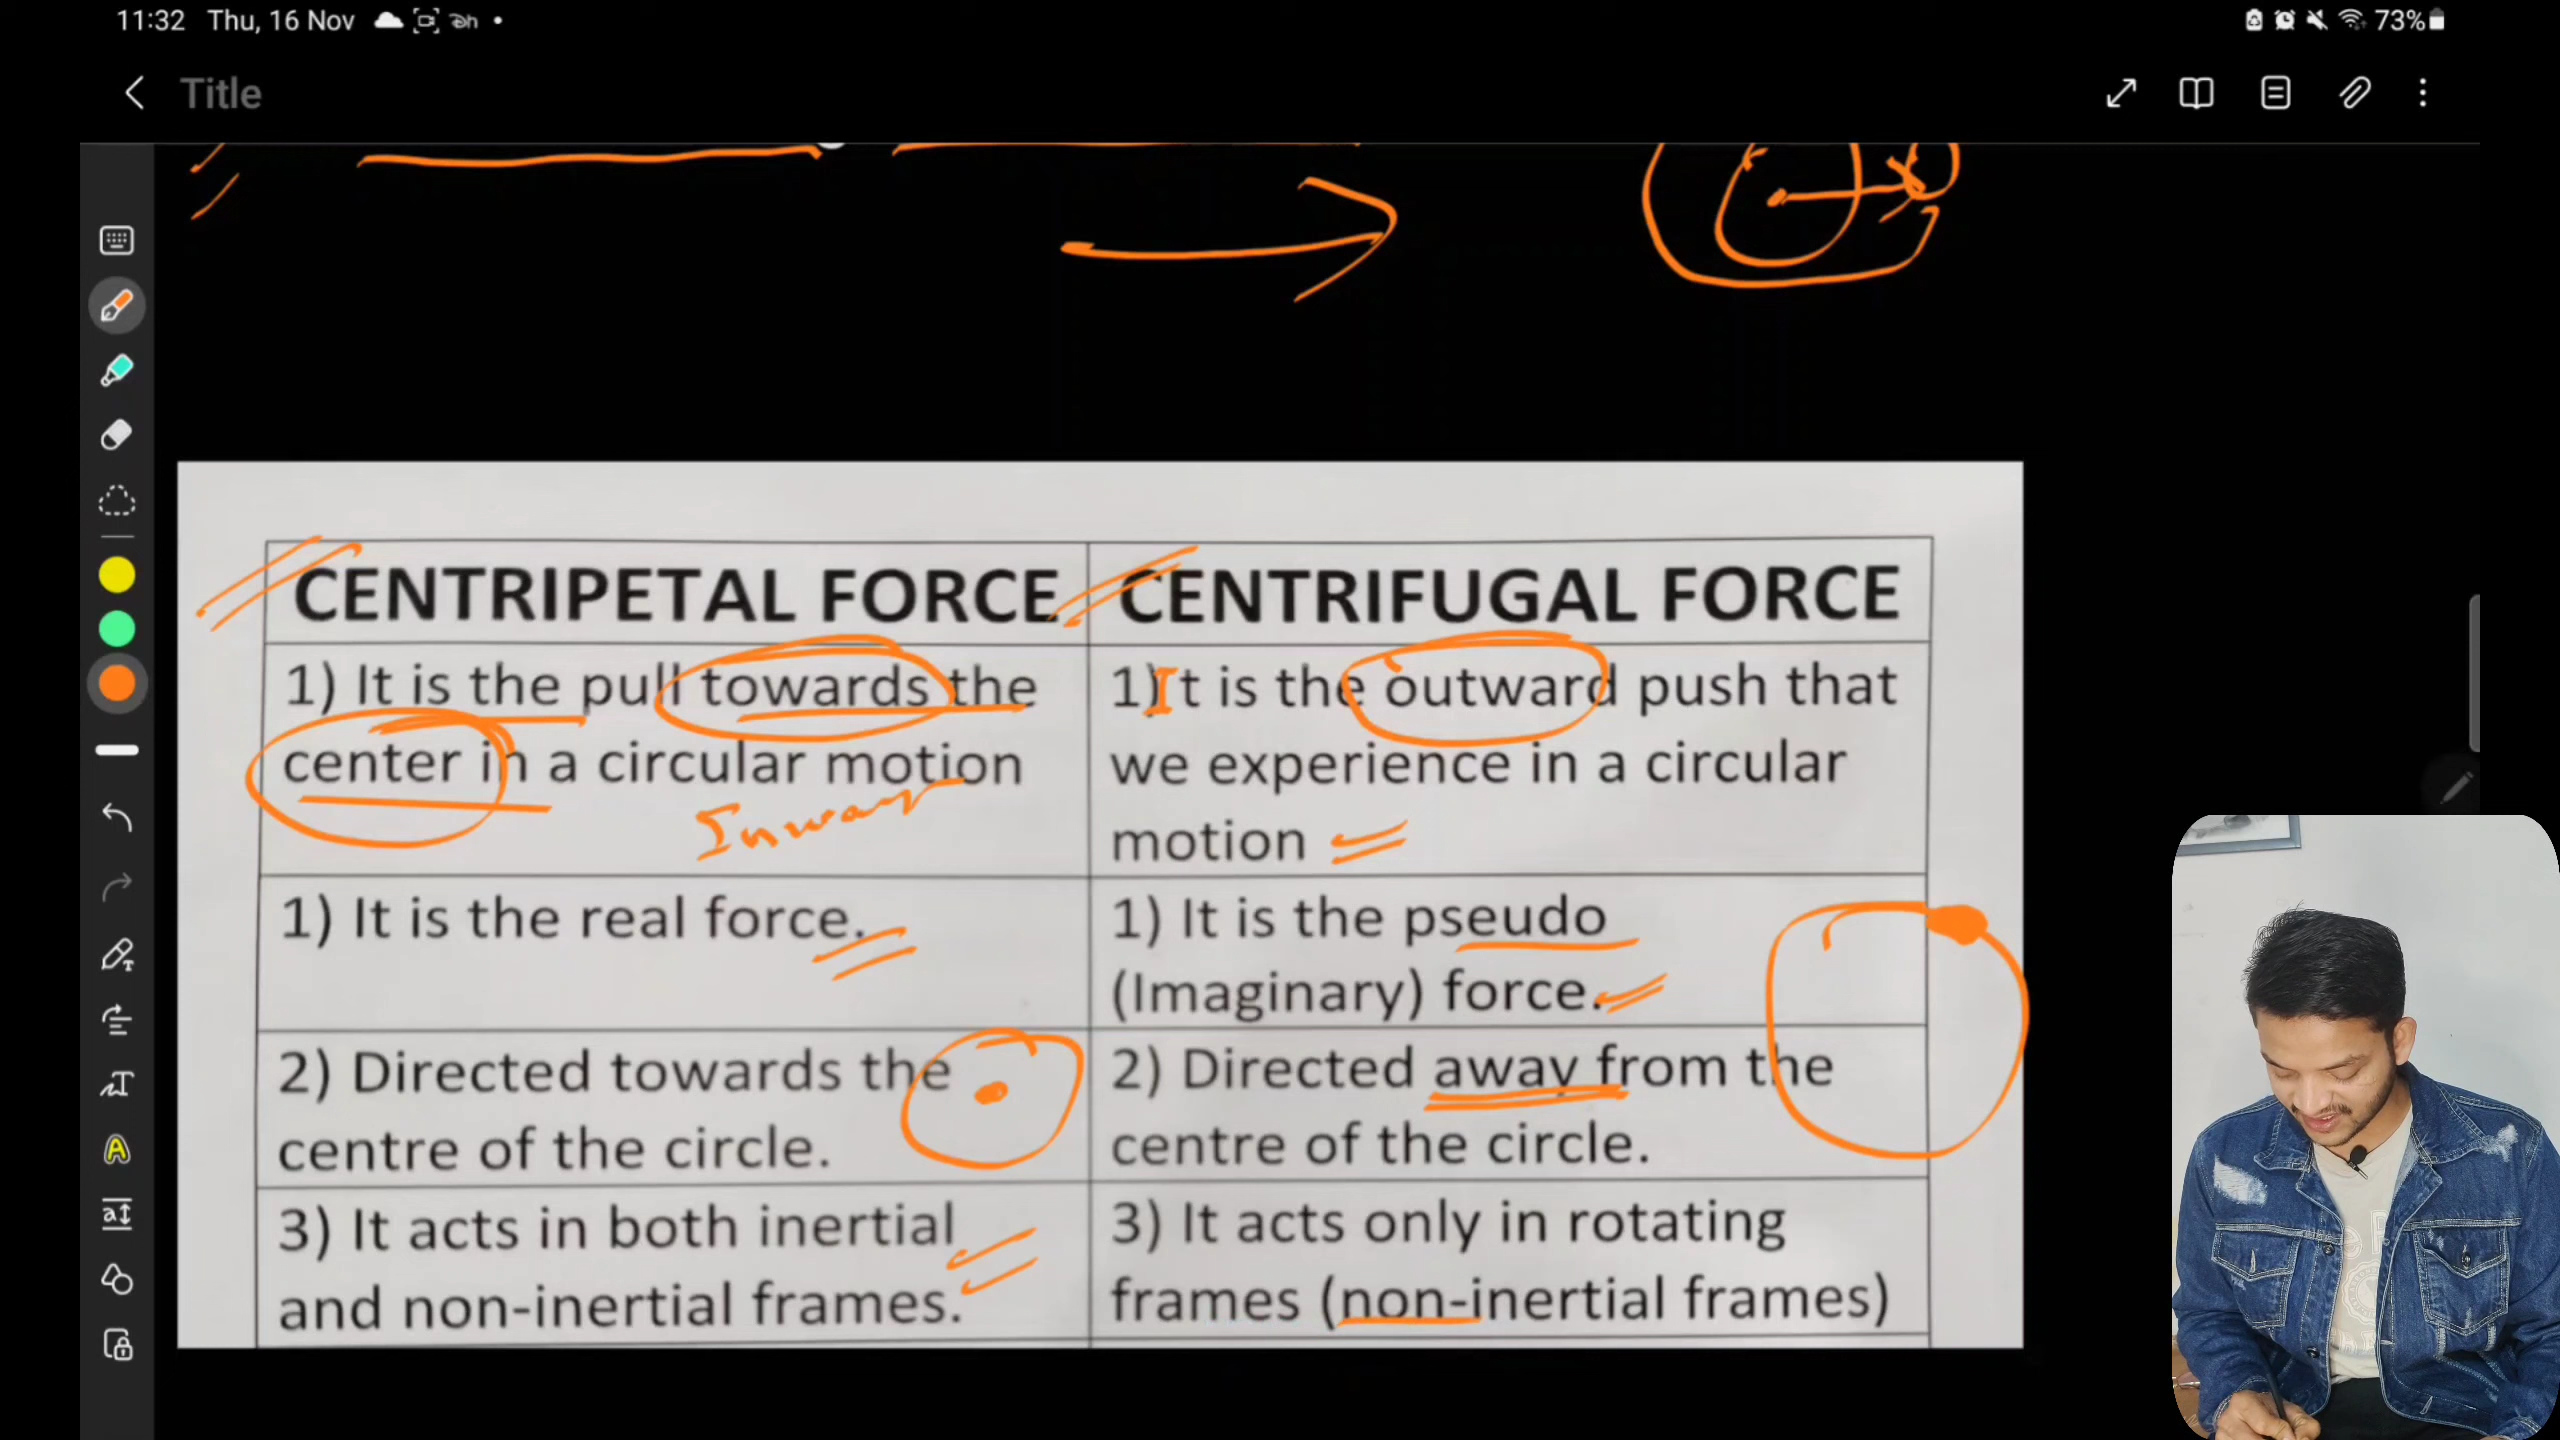 11:32 Thu, 16 Nov
73%
Title
CENTRIPETAL FORCE
CENTRIFUGAL FORCE
1) It is the pull towards the
center in a circular motion
Inwar
1)It is the outward push that
we experience in a circular
motion
1) It is the real force.
1) It is the pseudo
(Imaginary) force.
2) Directed towards the
centre of the circle.
2) Directed away from the
centre of the circle.
3) It acts in both inertial
and non-inertial frames.
3) It acts only in rotating
frames (non-inertial frames)